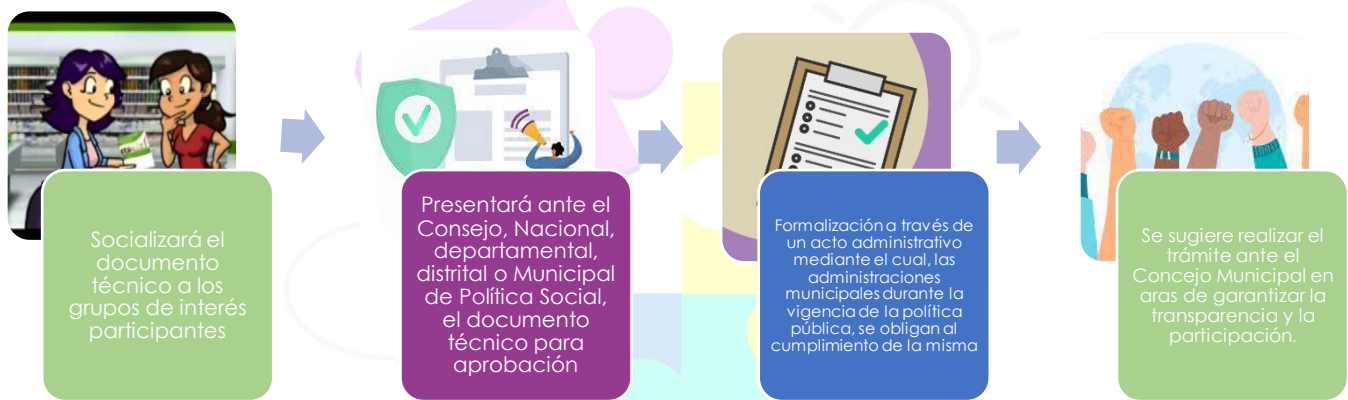 Socializará el
documento
técnico a los
grupos de interés
participantes
Presentará ante el
Consejo, Nacional,
departamental,
distrital o Municipal
de Política Social,
el documento
técnico para
aprobación
Formalización a través de
un acto administrativo
mediante el cual, las
administraciones
municipales durante la
vigencia de la política
pública, se obligan al
cumplimiento de la misma
Se sugiere realizar el
trámite ante el
Concejo Municipal en
aras de garantizar la
transparencia y la
participación.